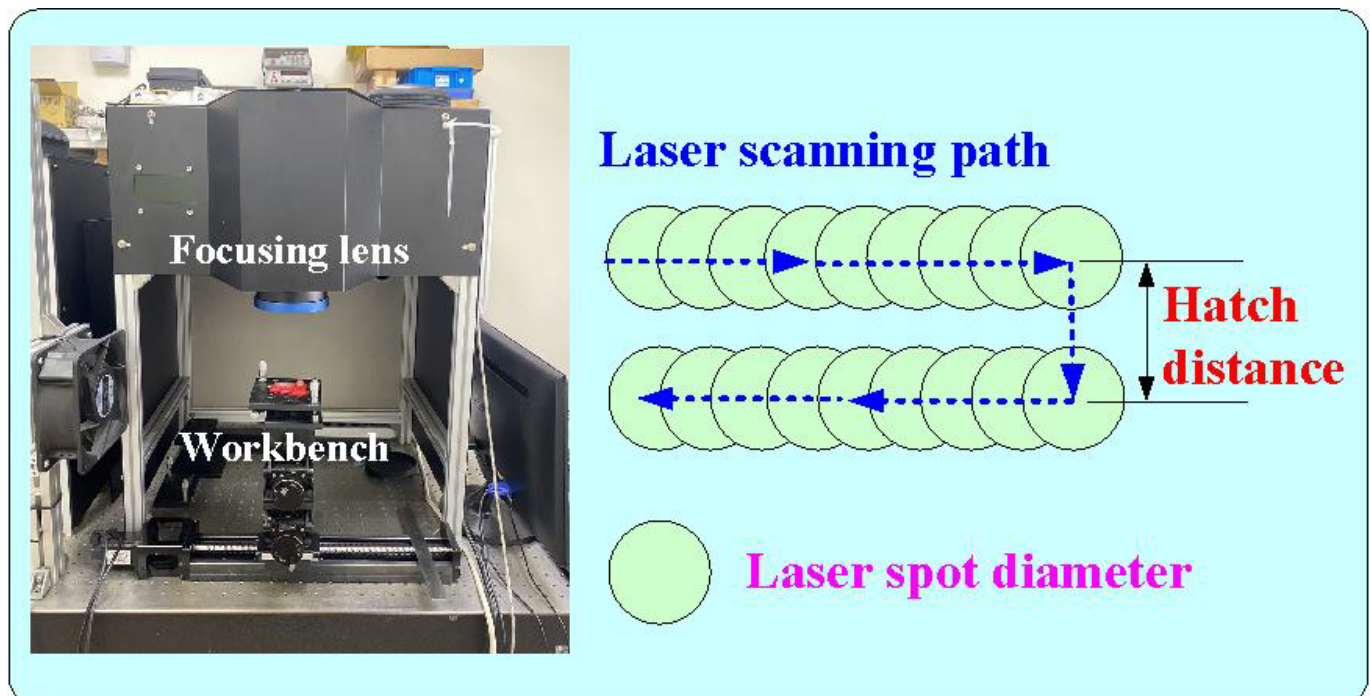 Laser scanning path
Focusing lens
Hatch
distance
Workbench
Laser spot diameter